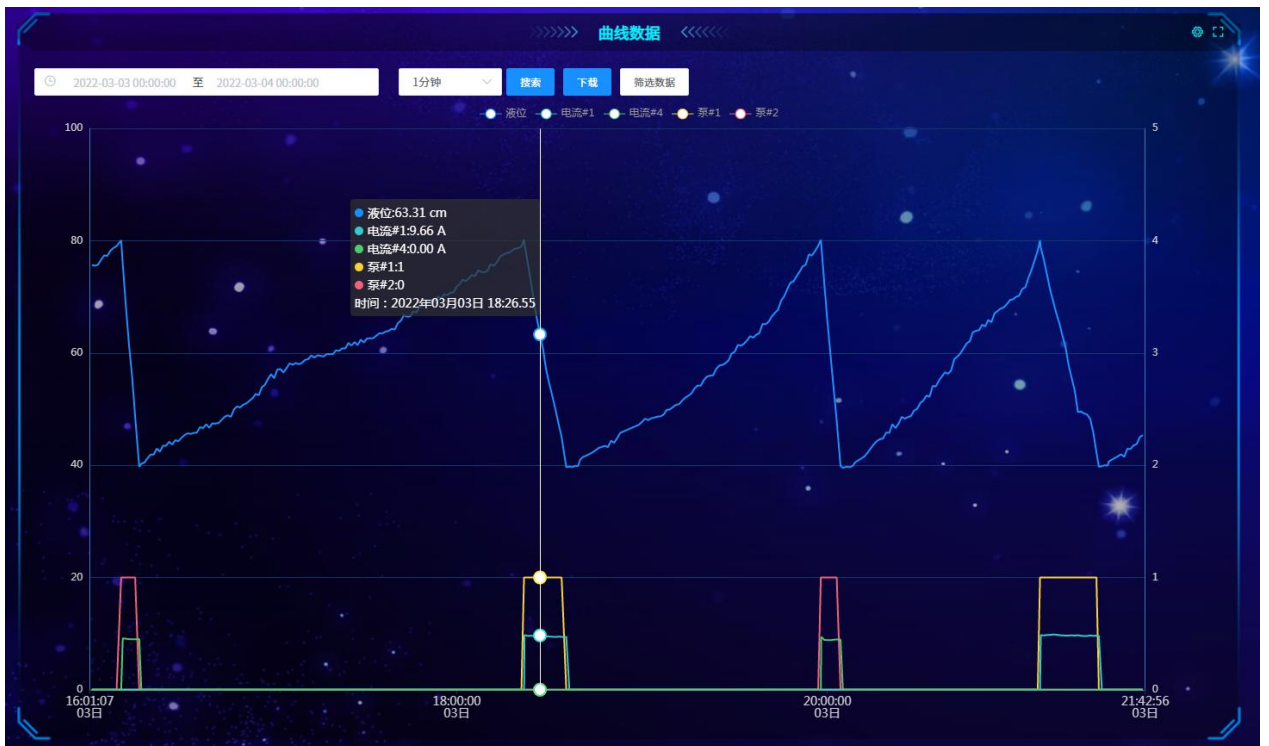 曲线数据
2022-03-03 00:00:00 至 2022-03-04 00:00:00 1分钟 搜索 下载 筛选数据
液位 电流#1 电流#4 泵#1 泵#2
100 5
液位:63.31 cm
电流#1:9.66 A
80 电流#4:0.00 A 4
泵#1:1
泵#2:0
时间：2022年03月03日 18:26.55
60 3
40 2
20 1
0 0
16:01:07 18:00:00 20:00:00 21:42:56
03日 03日 03日 03日